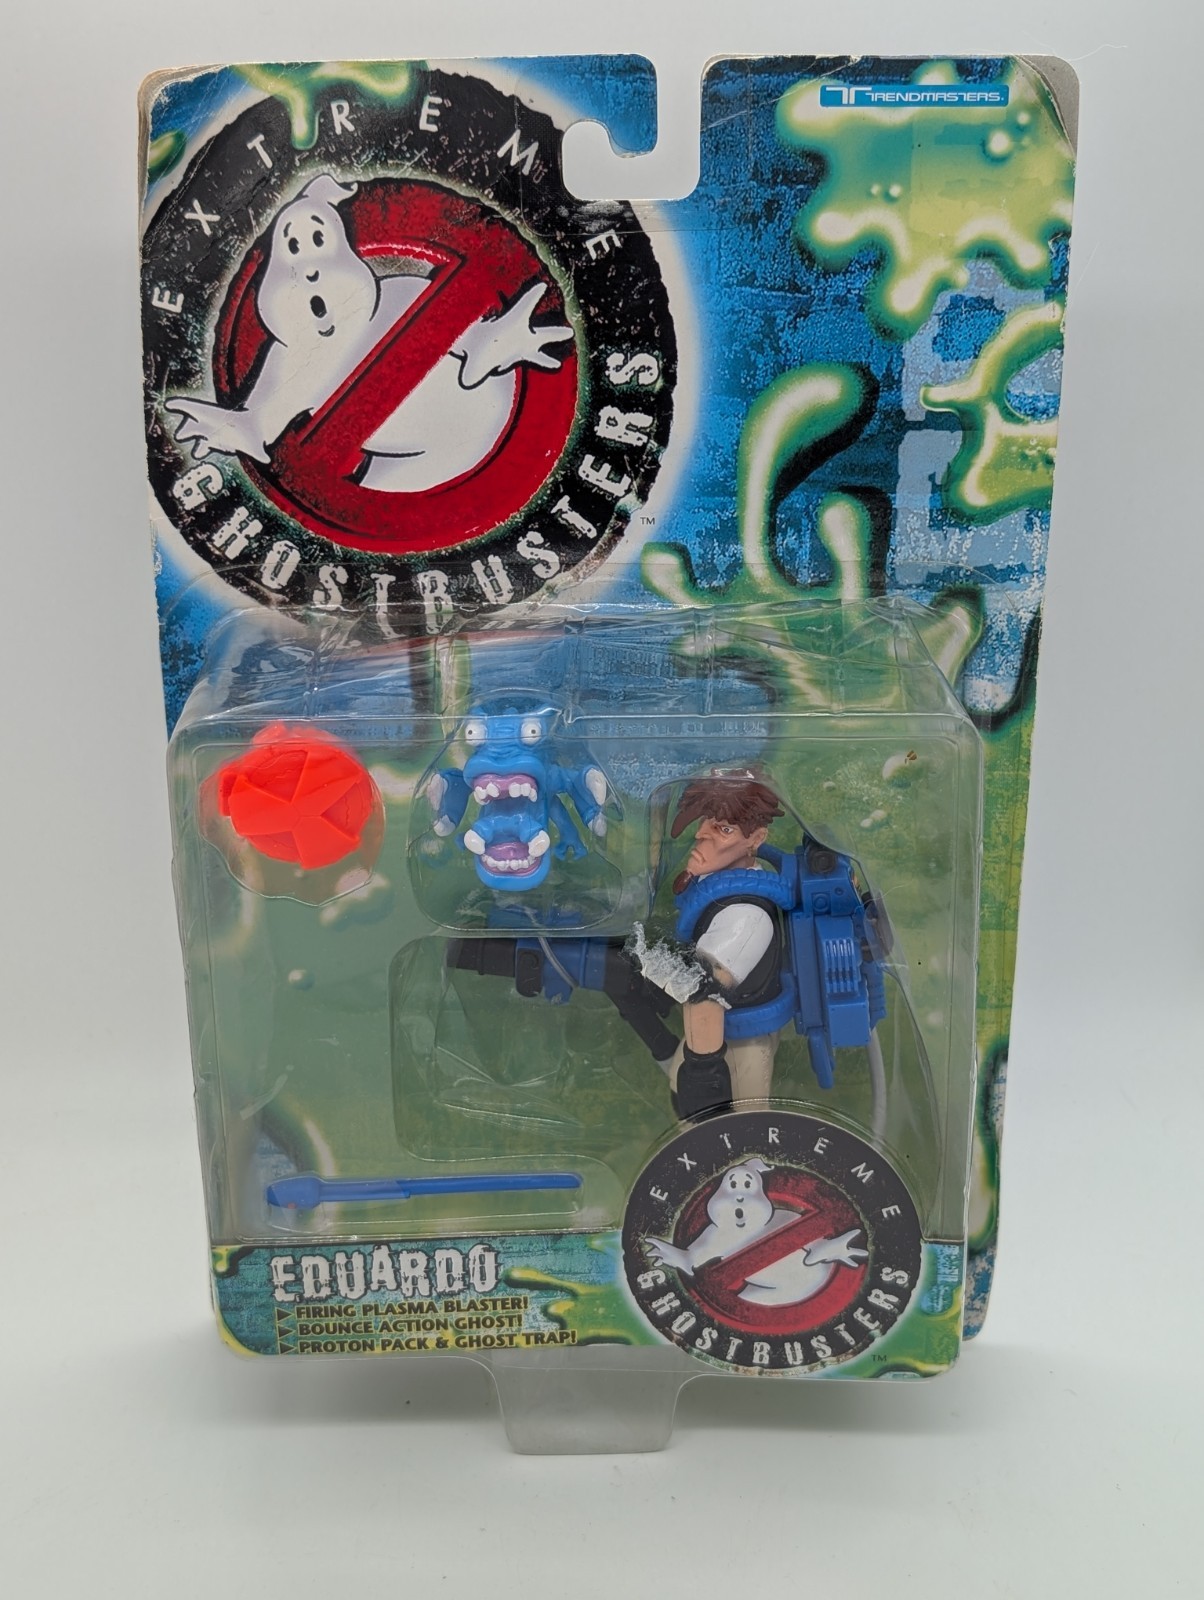 TRENDMASTERS®
EXTREME
GHOSTBUSTERS
TM
EXTREME
GHOSTBUSTERS
TM
EDUARDO
▶ FIRING PLASMA BLASTER!
▶ BOUNCE ACTION GHOST!
▶ PROTON PACK & GHOST TRAP!